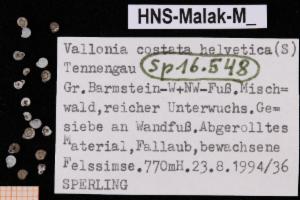 HNS-Malak-M_
Vallonia costata helvetica(S)
Tennengau Sp16.548
Gr.Barmstein-W+NW-Fuß.Misch=
wald,reicher Unterwuchs.Ge=
siebe an Wandfuß.Abgerolltes
Material,Fallaub,bewachsene
Felssimse.770mH.23.8.1994/36
SPERLING